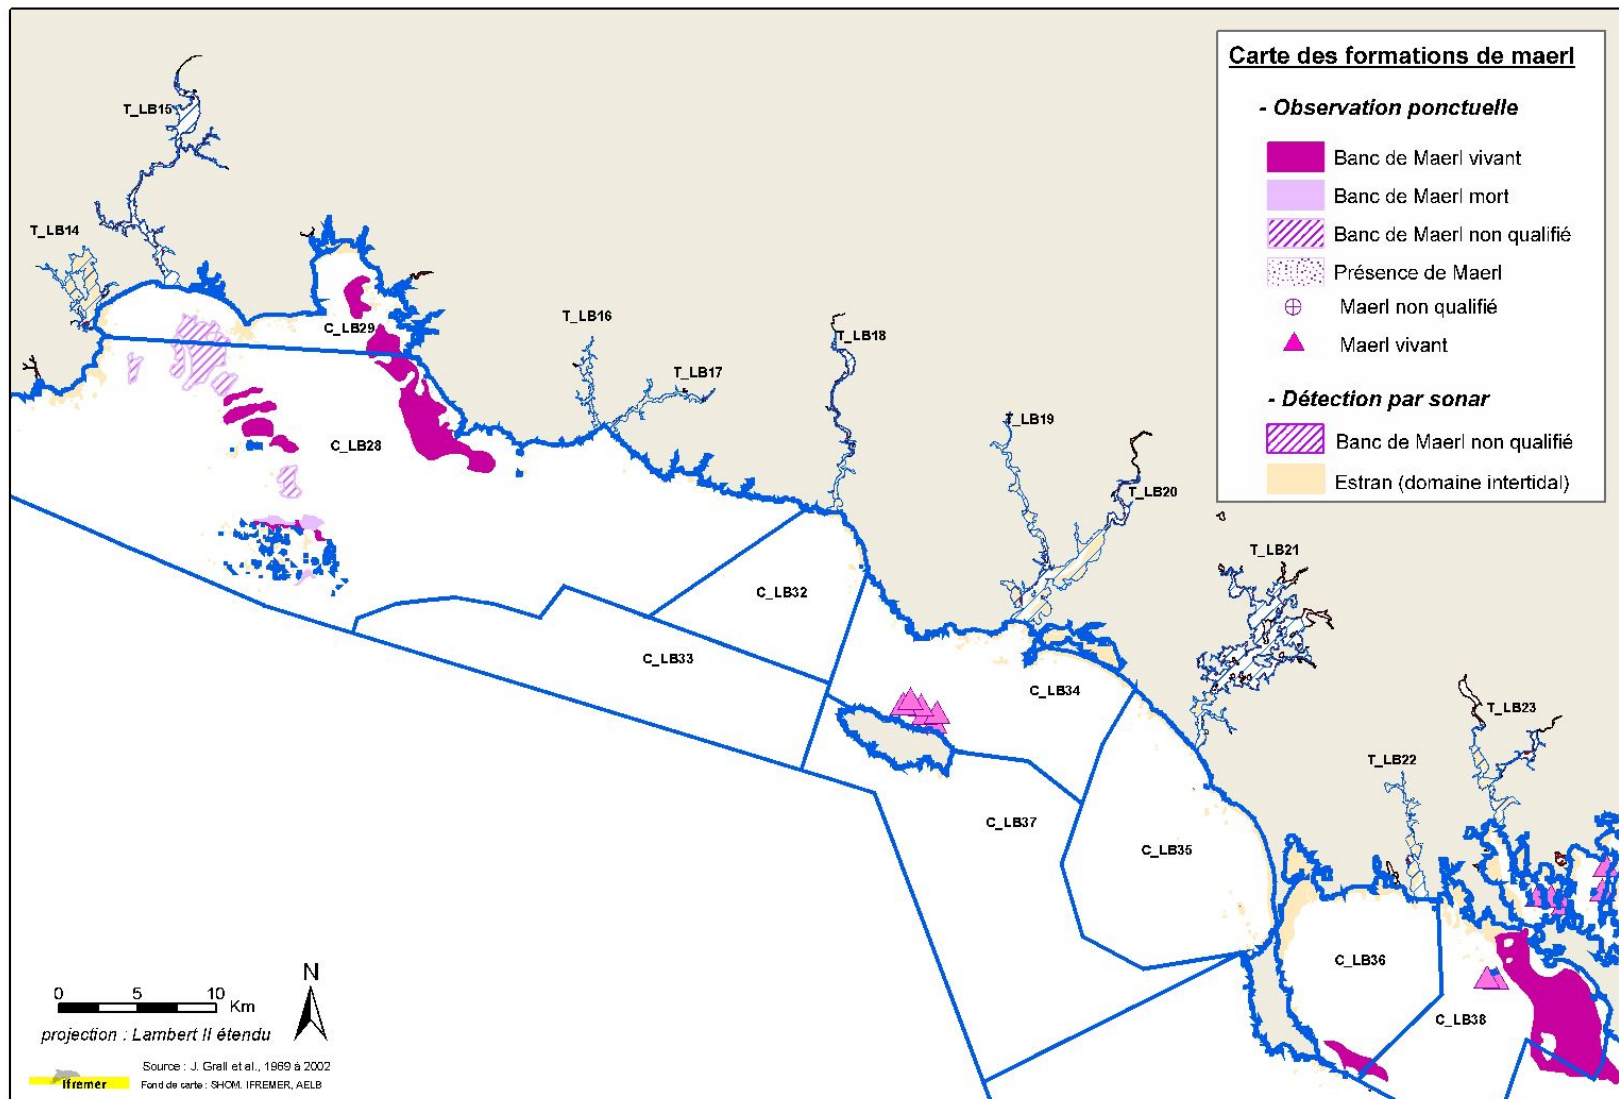 Carte des formations de maerl
- Observation ponctuelle
Banc de Maerl vivant
Banc de Maerl mort
Banc de Maerl non qualifié
Présence de Maerl
Maerl non qualifié
Maerl vivant
- Détection par sonar
Banc de Maerl non qualifié
Estran (domaine intertidal)
T_LB15
T_LB14
C_LB29
T_LB16
T_LB18
T_LB17
C_LB28
T_LB19
T_LB20
T_LB21
C_LB32
C_LB33
C_LB34
T_LB23
T_LB22
C_LB37
C_LB35
C_LB36
C_LB38
N
0 5 10 Km
projection : Lambert II étendu
Source : J. Grall et al., 1969 à 2002
Fond de carte : SHOM, IFREMER, AELB
Ifremer